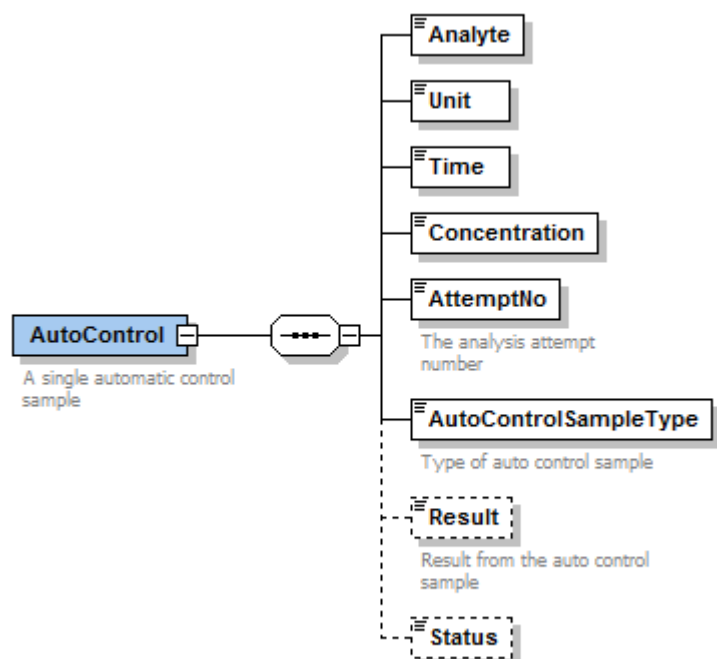 Analyte
Unit
Time
Concentration
AttemptNo
The analysis attempt
number
AutoControl
A single automatic control
sample
AutoControlSampleType
Type of auto control sample
Result
Result from the auto control
sample
Status